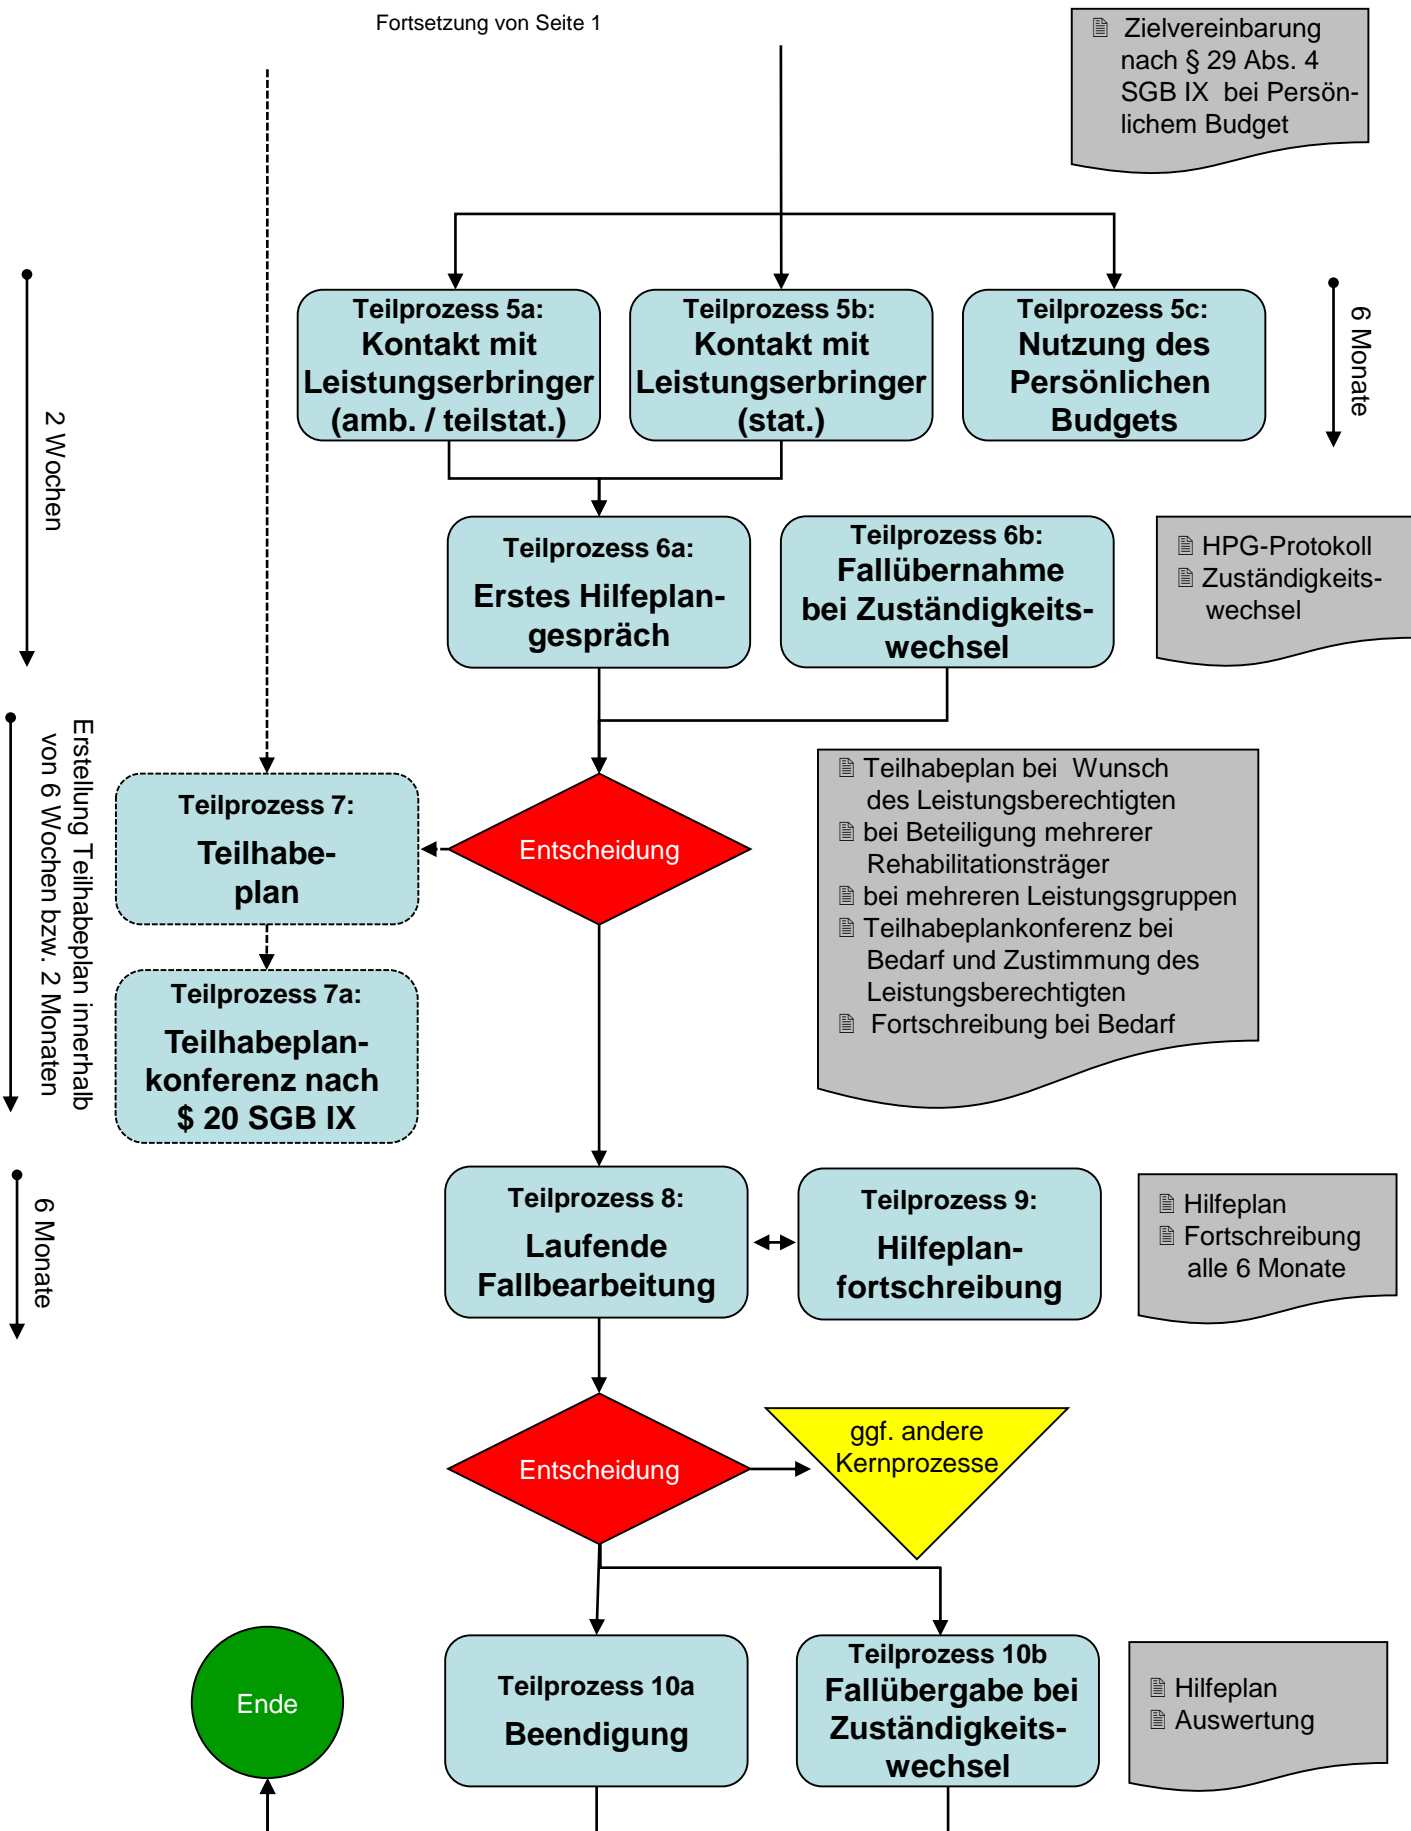 Fortsetzung von Seite 1
Zielvereinbarung
nach § 29 Abs. 4
SGB IX bei Persön-
lichem Budget
Teilprozess 5a:
Kontakt mit
Leistungserbringer
(amb. / teilstat.)
Teilprozess 5b:
Kontakt mit
Leistungserbringer
(stat.)
Teilprozess 5c:
Nutzung des
Persönlichen
Budgets
6 Monate
2 Wochen
Teilprozess 6a:
Erstes Hilfeplan-
gespräch
Teilprozess 6b:
Fallübernahme
bei Zuständigkeits-
wechsel
HPG-Protokoll
Zuständigkeits-
wechsel
Erstellung Teilhabeplan innerhalb
von 6 Wochen bzw. 2 Monaten
Teilprozess 7:
Teilhabe-
plan
Entscheidung
Teilhabeplan bei Wunsch
des Leistungsberechtigten
bei Beteiligung mehrerer
Rehabilitationsträger
bei mehreren Leistungsgruppen
Teilhabeplankonferenz bei
Bedarf und Zustimmung des
Leistungsberechtigten
Fortschreibung bei Bedarf
Teilprozess 7a:
Teilhabeplan-
konferenz nach
$ 20 SGB IX
6 Monate
Teilprozess 8:
Laufende
Fallbearbeitung
Teilprozess 9:
Hilfeplan-
fortschreibung
Hilfeplan
Fortschreibung
alle 6 Monate
Entscheidung
ggf. andere
Kernprozesse
Ende
Teilprozess 10a
Beendigung
Teilprozess 10b
Fallübergabe bei
Zuständigkeits-
wechsel
Hilfeplan
Auswertung